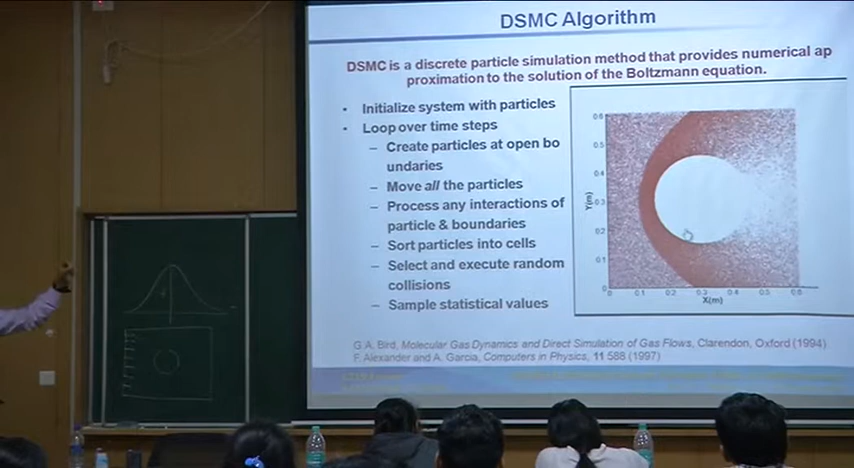 DSMC Algorithm
DSMC is a discrete particle simulation method that provides numerical ap
proximation to the solution of the Boltzmann equation.
• Initialize system with particles
• Loop over time steps
– Create particles at open bo
undaries
– Move all the particles
– Process any interactions of
particle & boundaries
– Sort particles into cells
– Select and execute random
collisions
– Sample statistical values
0.6
0.5
0.4
0.3
0.2
0.1
0
Y(m)
0 0.1 0.2 0.3 0.4 0.5 0.6
X(m)
G.A. Bird, Molecular Gas Dynamics and Direct Simulation of Gas Flows, Clarendon, Oxford (1994)
F. Alexander and A. Garcia, Computers in Physics, 11 588 (1997)